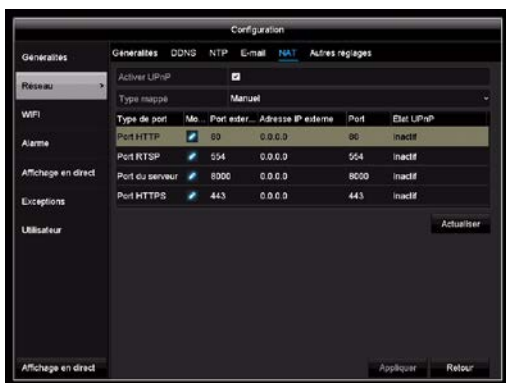 Configuration
Généralités
Réseau
WIFI
Alarme
Affichage en direct
Exceptions
Utilisateur
Affichage en direct
Généralités DDNS NTP E-mail NAT Autres réglages
Activer UPnP
Type mappé Manuel
Type de port Mo... Port exter... Adresse IP externe Port Etat UPnP
Port HTTP 80 0.0.0.0 80 Inactif
Port RTSP 554 0.0.0.0 554 Inactif
Port du serveur 8000 0.0.0.0 8000 Inactif
Port HTTPS 443 0.0.0.0 443 Inactif
Actualiser
Appliquer Retour